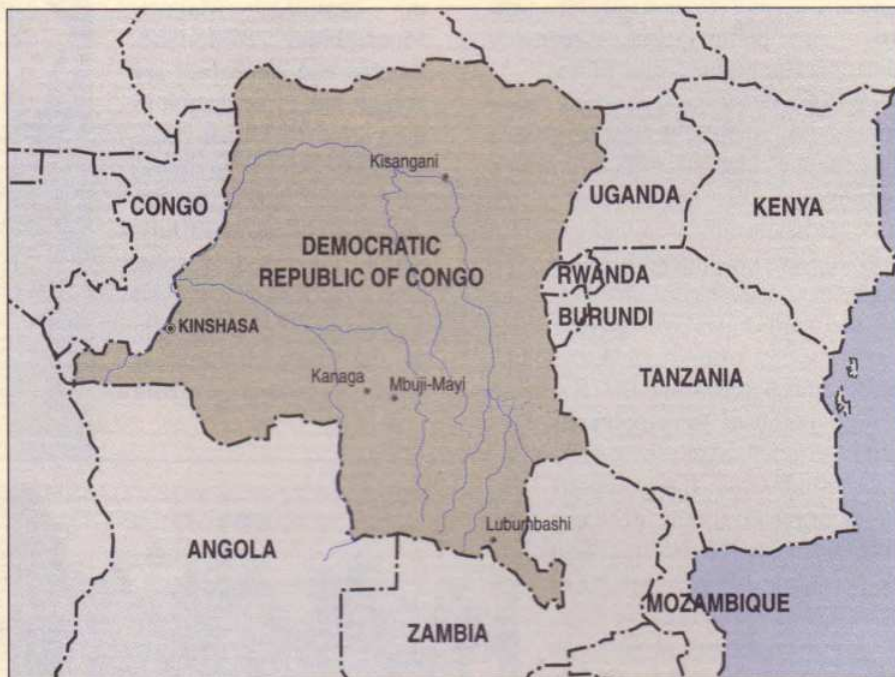 Kisangani
CONGO
UGANDA
KENYA
DEMOCRATIC
REPUBLIC OF CONGO
RWANDA
BURUNDI
KINSHASA
Kanaga
Mbuji-Mayi
TANZANIA
Lubumbashi
ANGOLA
MOZAMBIQUE
ZAMBIA